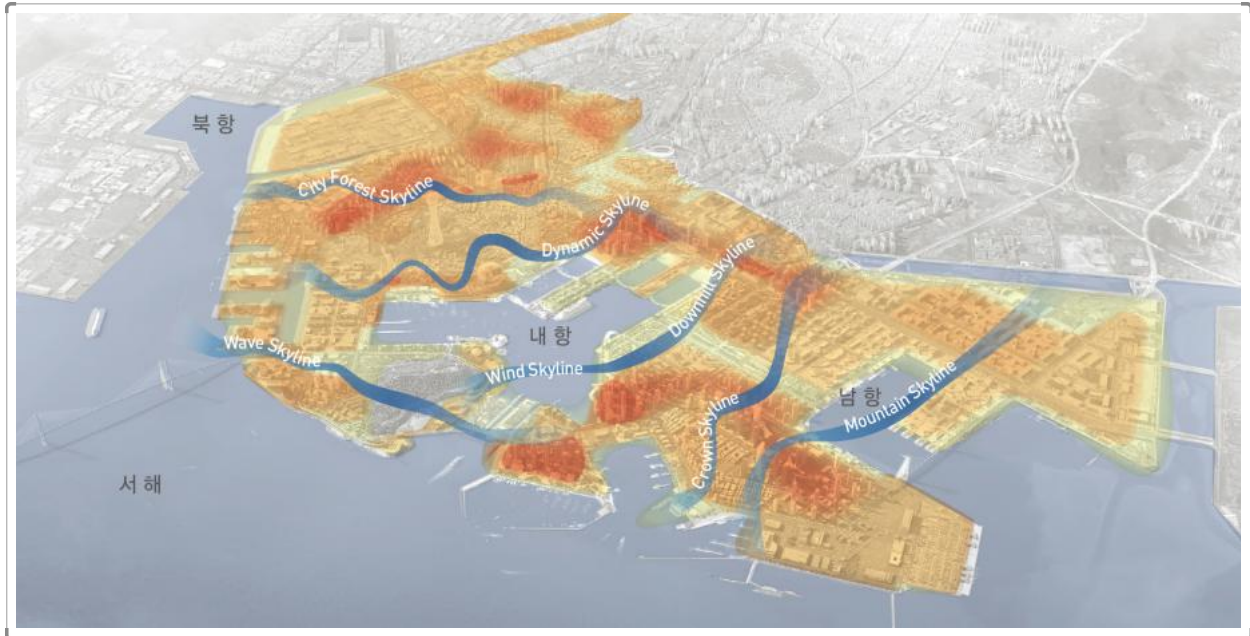 북항
City Forest Skyline
Dynamic Skyline
Downhill Skyline
내항
Wave Skyline
Wind Skyline
남항
Mountain Skyline
Crown Skyline
서해